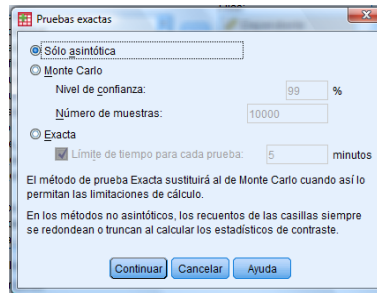 Pruebas exactas
Sólo asintótica
Monte Carlo
Nivel de confianza: 99 %
Número de muestras: 10000
Exacta
Límite de tiempo para cada prueba: 5 minutos
El método de prueba Exacta sustituirá al de Monte Carlo cuando así lo
permitan las limitaciones de cálculo.
En los métodos no asintóticos, los recuentos de las casillas siempre
se redondean o truncan al calcular los estadísticos de contraste.
Continuar Cancelar Ayuda